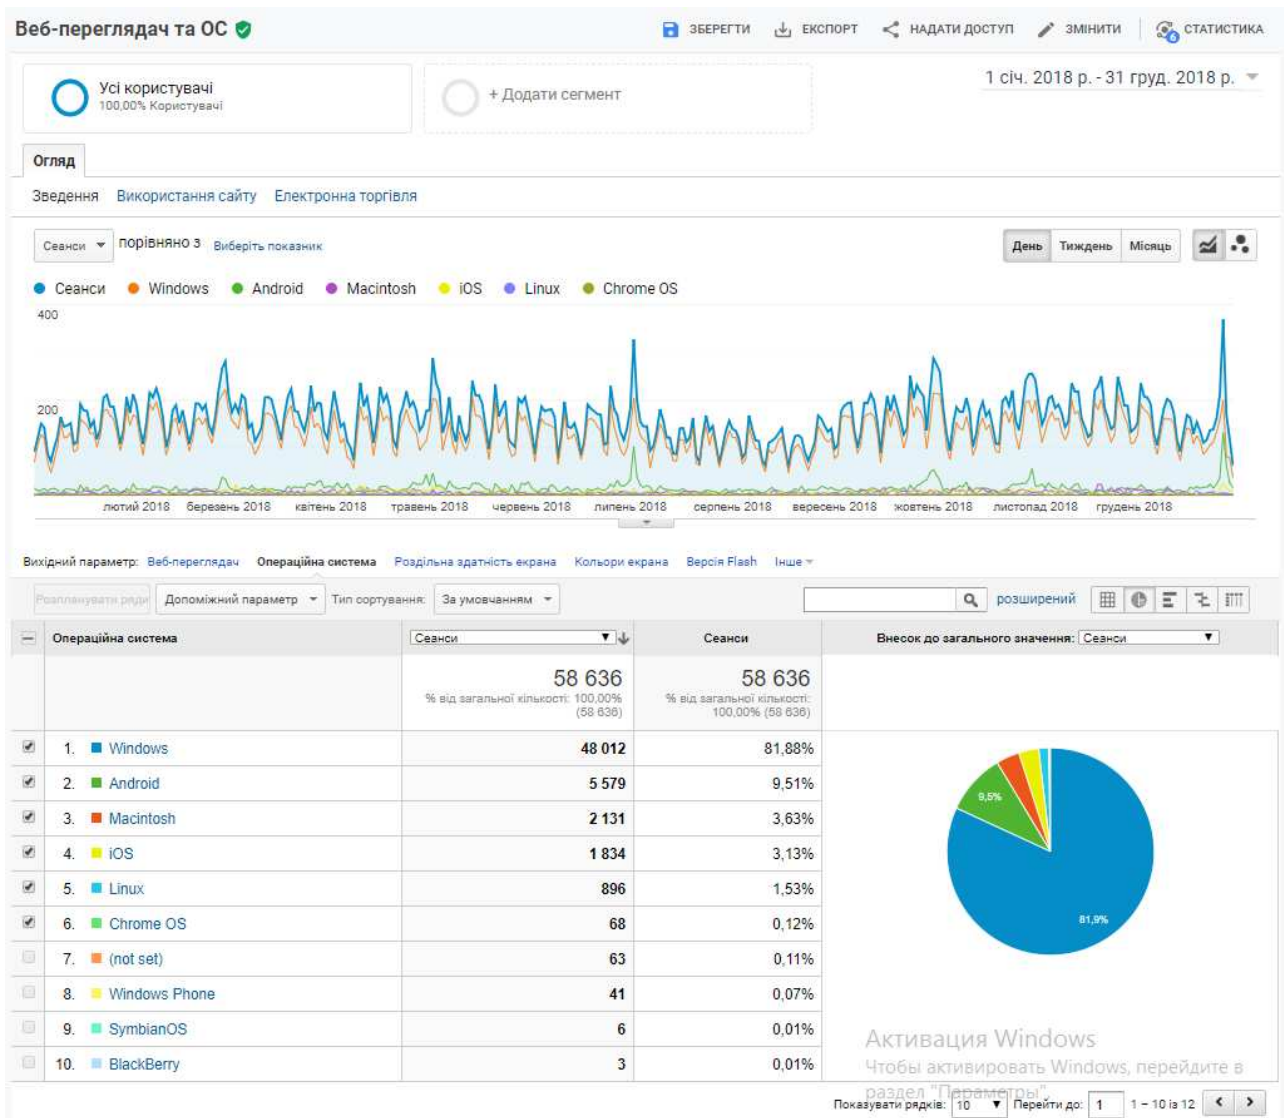 Веб-переглядач та ОС
ЗБЕРЕГТИ ЕКСПОРТ НАДАТИ ДОСТУП ЗМІНИТИ 6 СТАТИСТИКА
Усі користувачі
100,00% Користувачі
+ Додати сегмент
1 січ. 2018 р. - 31 груд. 2018 р.
Огляд
Зведення Використання сайту Електронна торгівля
Сеанси порівняно з Виберіть показник
День Тиждень Місяць
Сеанси Windows Android Macintosh iOS Linux Chrome OS
400
200
лютий 2018 березень 2018 квітень 2018 травень 2018 червень 2018 липень 2018 серпень 2018 вересень 2018 жовтень 2018 листопад 2018 грудень 2018
Вихідний параметр: Веб-переглядач Операційна система Роздільна здатність екрана Кольори екрана Версія Flash Інше
Розпланувати ряди Допоміжний параметр Тип сортування: За умовчанням розширений
Операційна система Сеанси Сеанси Внесок до загального значення: Сеанси
58 636 58 636
% від загальної кількості: 100,00% % від загальної кількості:
(58 636) 100,00% (58 636)
1. Windows 48 012 81,88%
2. Android 5 579 9,51%
3. Macintosh 2 131 3,63%
4. iOS 1 834 3,13%
5. Linux 896 1,53%
6. Chrome OS 68 0,12%
7. (not set) 63 0,11%
8. Windows Phone 41 0,07%
9. SymbianOS 6 0,01%
10. BlackBerry 3 0,01%
9,5%
81,9%
Активация Windows
Чтобы активировать Windows, перейдите в
раздел "Параметры".
Показувати рядків: 10 Перейти до: 1 1 – 10 із 12